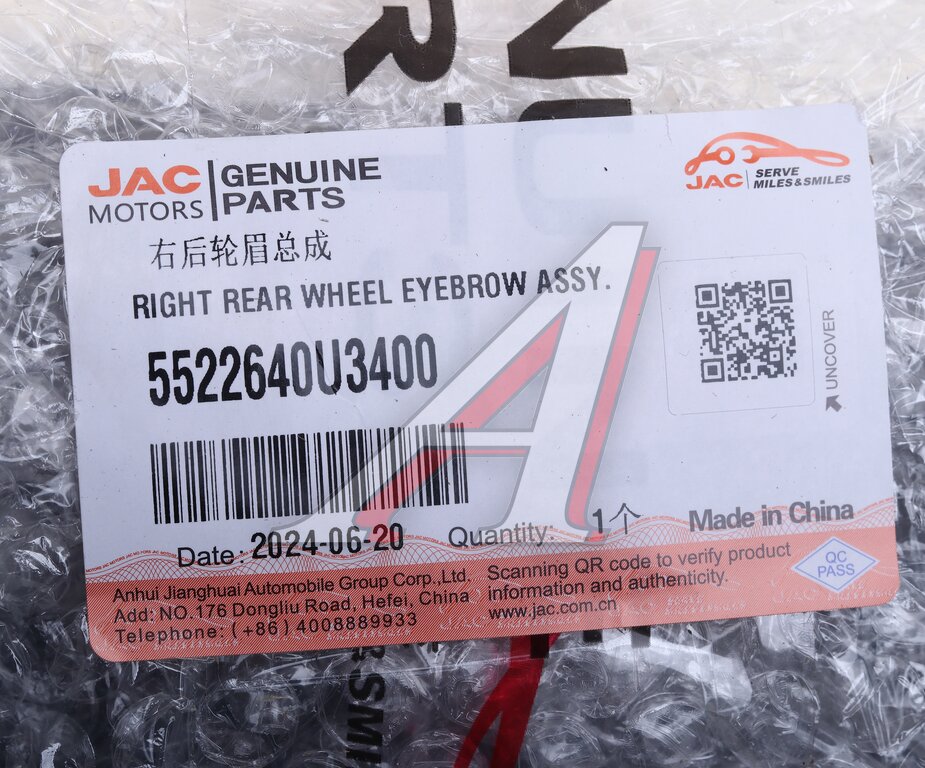 JAC
MOTORS
GENUINE
PARTS
JAC
SERVE
MILES&SMILES
右后轮眉总成
RIGHT REAR WHEEL EYEBROW ASSY.
5522640U3400
UNCOVER
Date: 2024-06-20
Quantity: 1个
Made in China
Anhui Jianghuai Automobile Group Corp.,Ltd.
Add: NO.176 Dongliu Road, Hefei, China
Telephone: (+86) 4008889933
Scanning QR code to verify product
information and authenticity.
www.jac.com.cn
QC
PASS